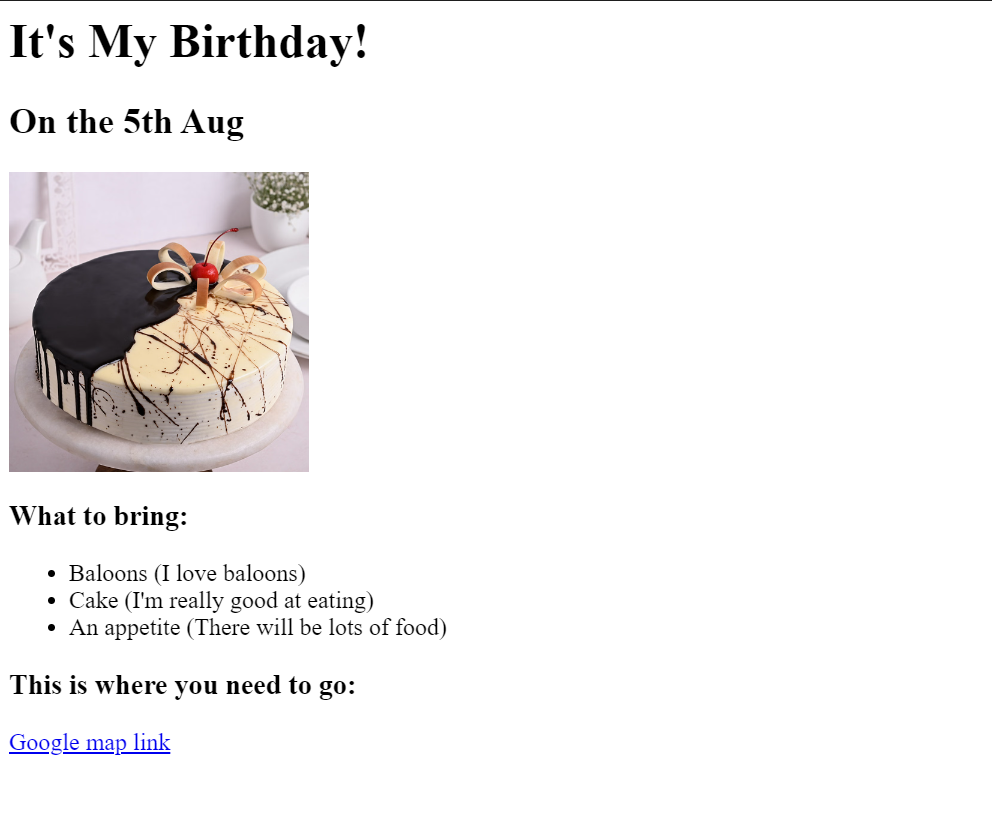 It's My Birthday!
On the 5th Aug
What to bring:
Baloons (I love baloons)
Cake (I'm really good at eating)
An appetite (There will be lots of food)
This is where you need to go:
Google map link